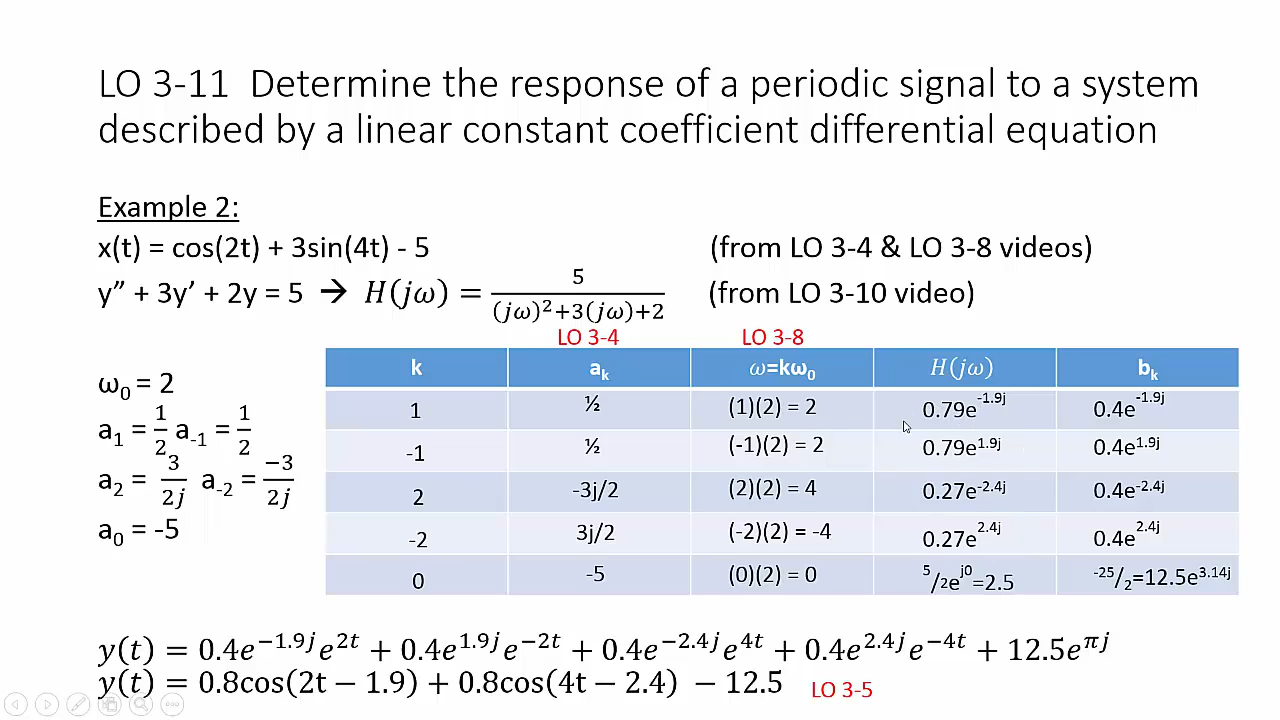 LO 3-11 Determine the response of a periodic signal to a system
described by a linear constant coefficient differential equation
Example 2:
x(t) = cos(2t) + 3sin(4t) - 5 (from LO 3-4 & LO 3-8 videos)
y” + 3y’ + 2y = 5 → H(jω) = 5/((jω)²+3(jω)+2) (from LO 3-10 video)
LO 3-4 LO 3-8
ω₀ = 2
a₁ = 1/2 a₋₁ = 1/2
a₂ = 3/2j a₋₂ = −3/2j
a₀ = -5
k aₖ ω=kω₀ H(jω) bₖ
1 ½ (1)(2) = 2 0.79e^-1.9j 0.4e^-1.9j
-1 ½ (-1)(2) = 2 0.79e^1.9j 0.4e^1.9j
2 -3j/2 (2)(2) = 4 0.27e^-2.4j 0.4e^-2.4j
-2 3j/2 (-2)(2) = -4 0.27e^2.4j 0.4e^2.4j
0 -5 (0)(2) = 0 5/2e^j0=2.5 -25/2=12.5e^3.14j
y(t) = 0.4e^−1.9j e^2t + 0.4e^1.9j e^−2t + 0.4e^−2.4j e^4t + 0.4e^2.4j e^−4t + 12.5e^πj
y(t) = 0.8cos(2t − 1.9) + 0.8cos(4t − 2.4) − 12.5 LO 3-5